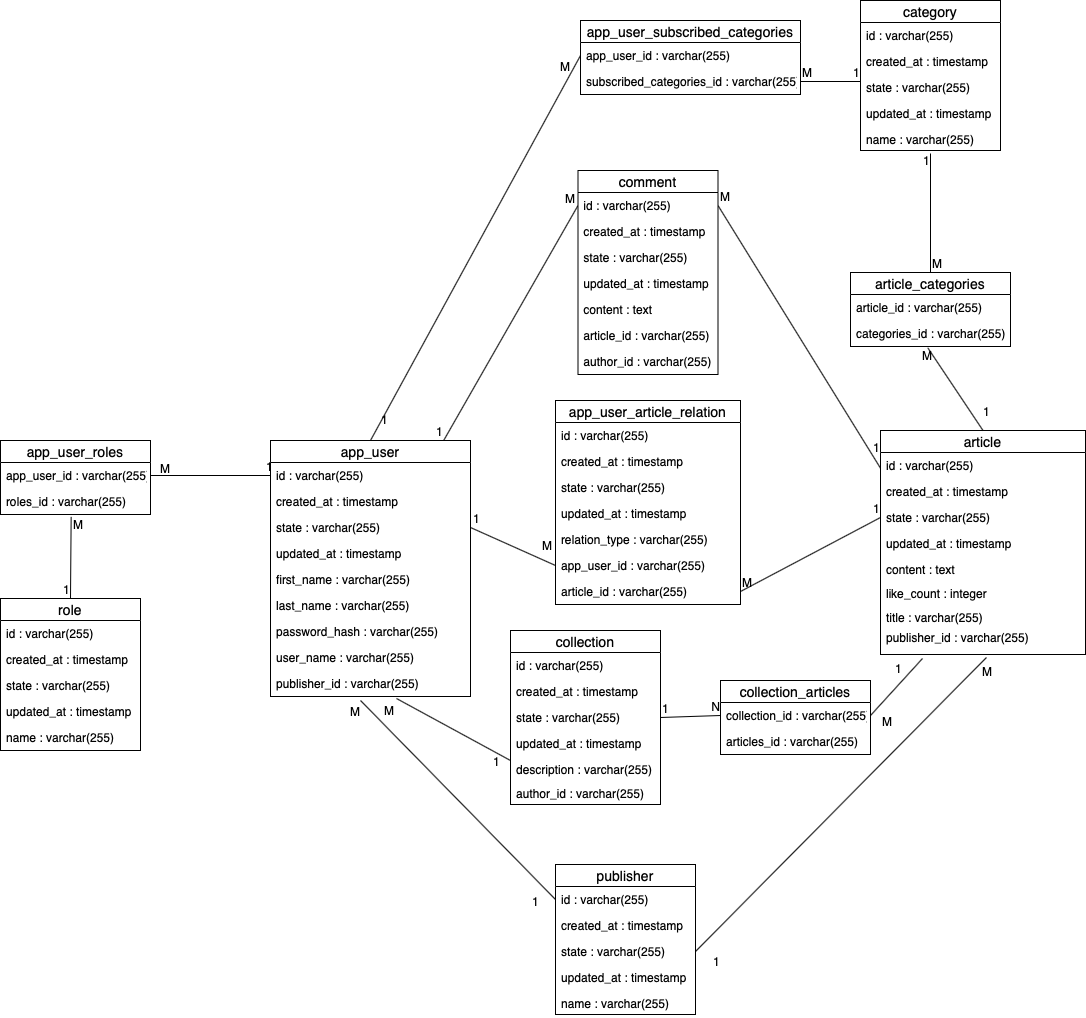 category
id : varchar(255)
created_at : timestamp
state : varchar(255)
updated_at : timestamp
name : varchar(255)
app_user_subscribed_categories
app_user_id : varchar(255)
subscribed_categories_id : varchar(255
M
M
1
1
M
comment
id : varchar(255)
created_at : timestamp
state : varchar(255)
updated_at : timestamp
content : text
article_id : varchar(255)
author_id : varchar(255)
M
M
article_categories
article_id : varchar(255)
categories_id : varchar(255)
M
1
app_user_article_relation
id : varchar(255)
created_at : timestamp
state : varchar(255)
updated_at : timestamp
relation_type : varchar(255)
app_user_id : varchar(255)
article_id : varchar(255)
1
1
app_user_roles
app_user_id : varchar(255
roles_id : varchar(255)
M
1
M
1
app_user
id : varchar(255)
created_at : timestamp
state : varchar(255)
updated_at : timestamp
first_name : varchar(255)
last_name : varchar(255)
password_hash : varchar(255)
user_name : varchar(255)
publisher_id : varchar(255)
1
M
1
1
M
article
id : varchar(255)
created_at : timestamp
state : varchar(255)
updated_at : timestamp
content : text
like_count : integer
title : varchar(255)
publisher_id : varchar(255)
role
id : varchar(255)
created_at : timestamp
state : varchar(255)
updated_at : timestamp
name : varchar(255)
collection
id : varchar(255)
created_at : timestamp
state : varchar(255)
updated_at : timestamp
description : varchar(255)
author_id : varchar(255)
collection_articles
collection_id : varchar(255
articles_id : varchar(255)
1
M
M
M
1
N
M
1
1
publisher
id : varchar(255)
created_at : timestamp
state : varchar(255)
updated_at : timestamp
name : varchar(255)
1
1